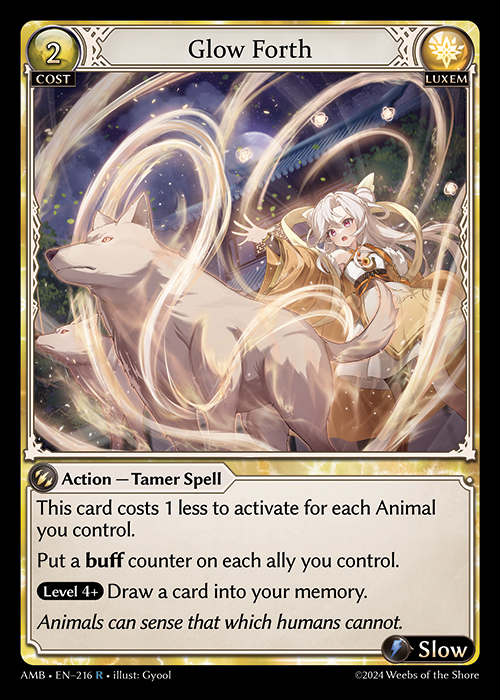 2
COST
Glow Forth
LUXEM
Action — Tamer Spell
This card costs 1 less to activate for each Animal
you control.
Put a buff counter on each ally you control.
Level 4+ Draw a card into your memory.
Animals can sense that which humans cannot.
Slow
AMB • EN–216 R • illust: Gyool
©2024 Weebs of the Shore